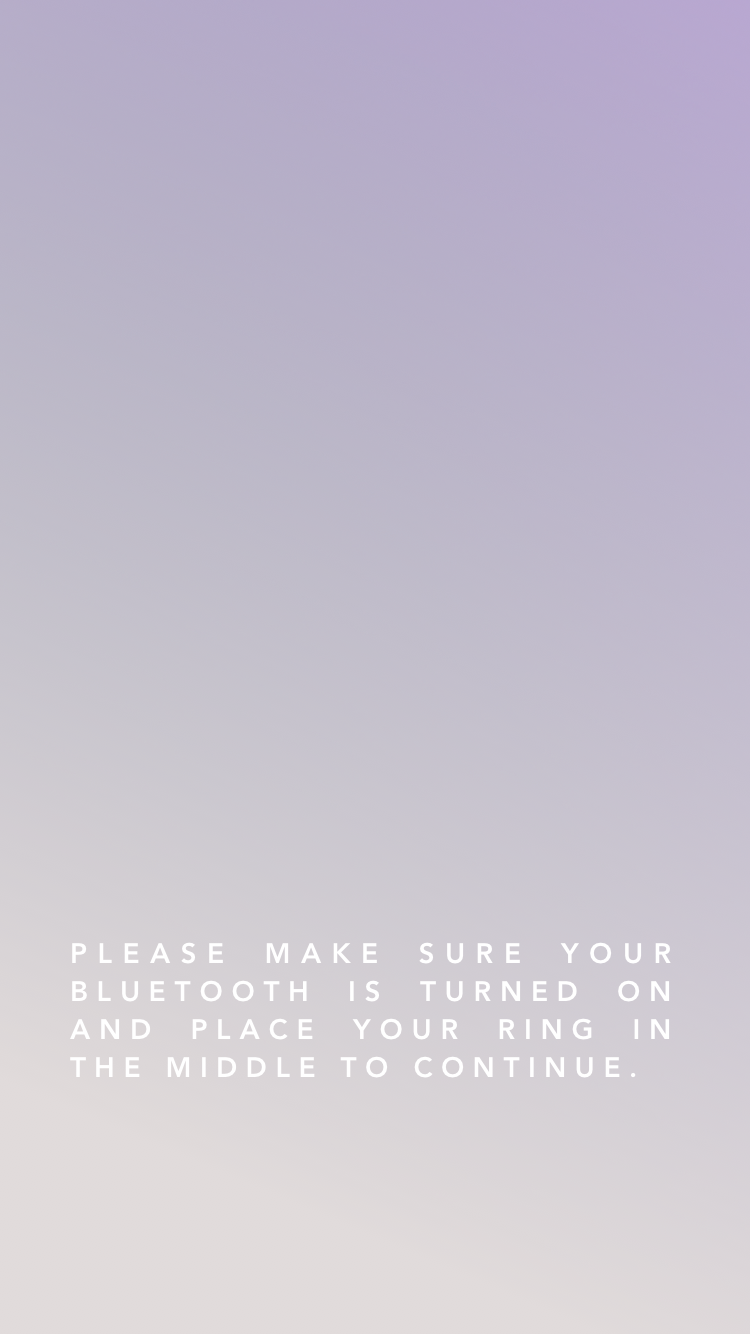 PLEASE MAKE SURE YOUR
BLUETOOTH IS TURNED ON
AND PLACE YOUR RING IN
THE MIDDLE TO CONTINUE.